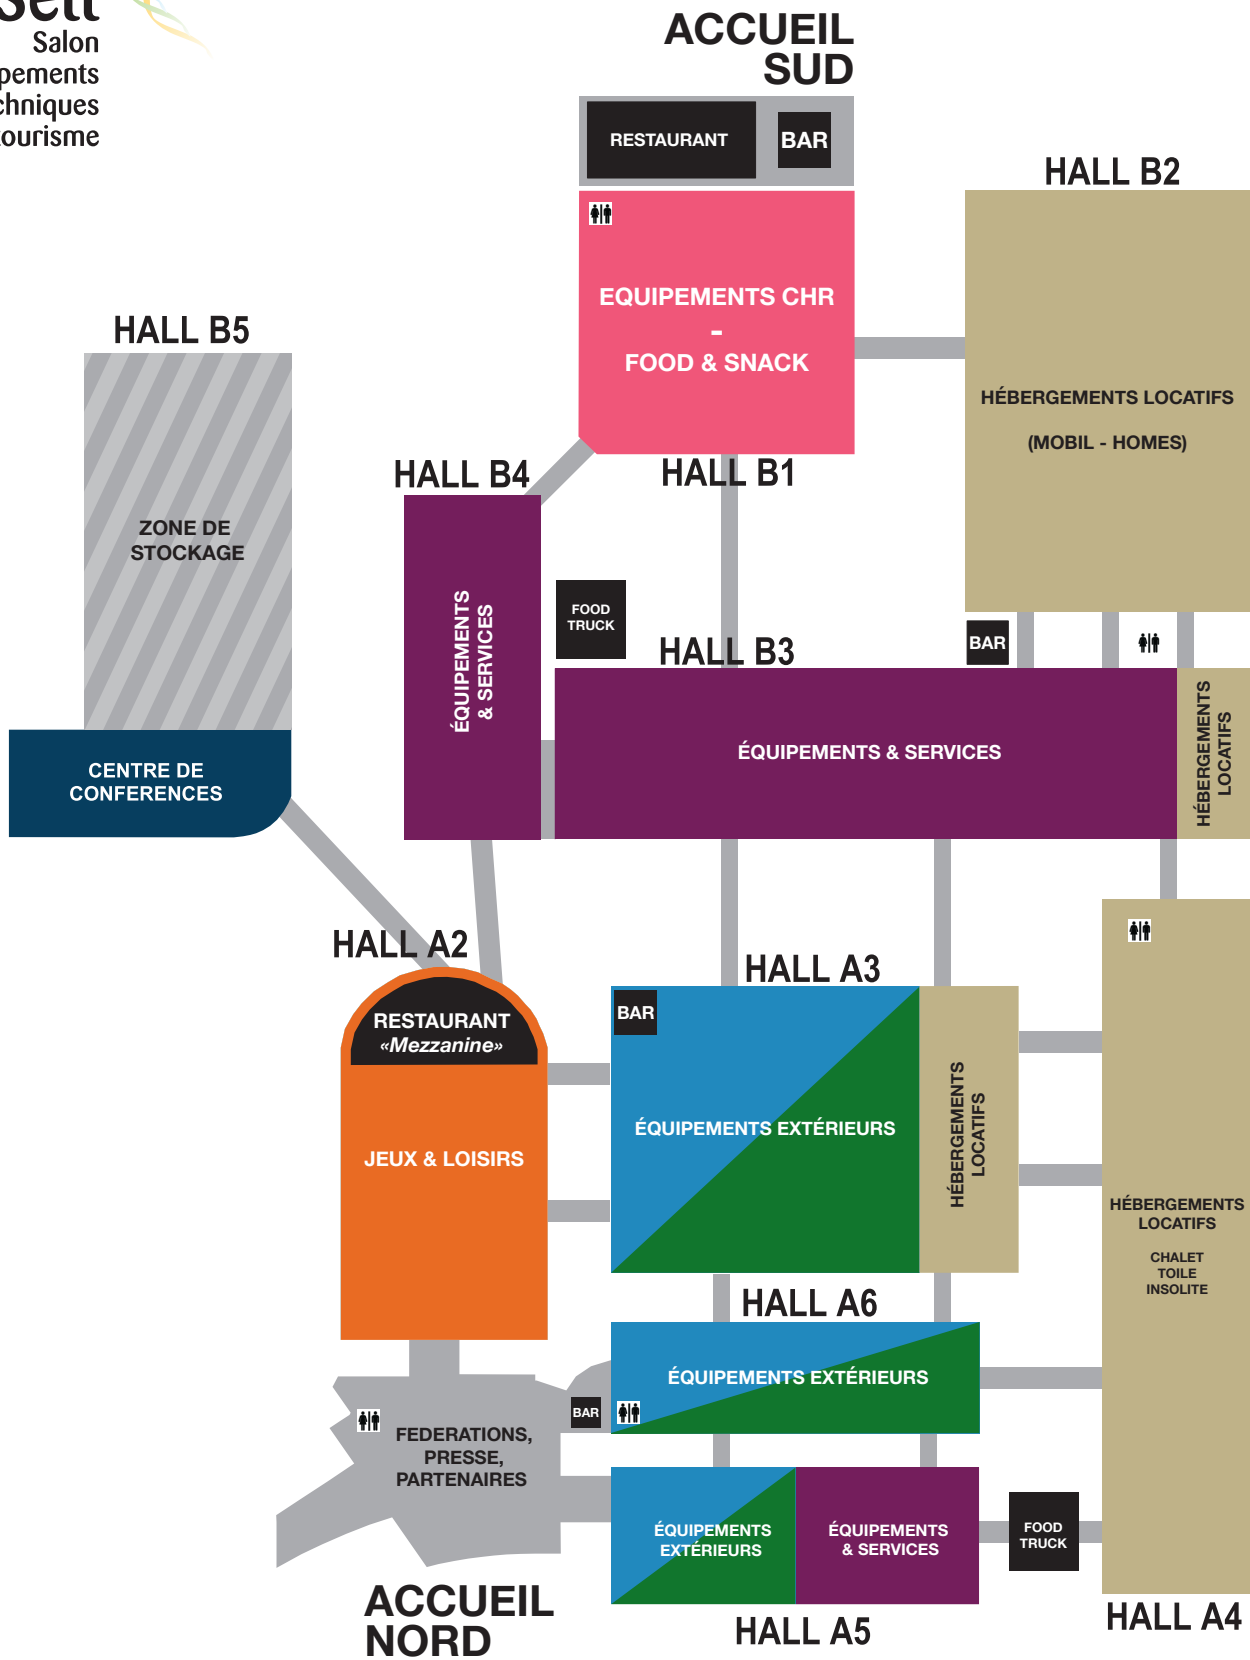 Salon
tourisme
ACCUEIL
SUD
RESTAURANT
BAR
HALL B2
EQUIPEMENTS CHR
-
FOOD & SNACK
HÉBERGEMENTS LOCATIFS
(MOBIL - HOMES)
HALL B5
ZONE DE
STOCKAGE
HALL B4
HALL B1
ÉQUIPEMENTS
& SERVICES
FOOD
TRUCK
HALL B3
BAR
ÉQUIPEMENTS & SERVICES
HÉBERGEMENTS
LOCATIFS
CENTRE DE
CONFERENCES
HALL A2
RESTAURANT
«Mezzanine»
JEUX & LOISIRS
HALL A3
BAR
ÉQUIPEMENTS EXTÉRIEURS
HÉBERGEMENTS
LOCATIFS
HÉBERGEMENTS
LOCATIFS
CHALET
TOILE
INSOLITE
HALL A6
ÉQUIPEMENTS EXTÉRIEURS
BAR
FEDERATIONS,
PRESSE,
PARTENAIRES
ÉQUIPEMENTS
EXTÉRIEURS
ÉQUIPEMENTS
& SERVICES
FOOD
TRUCK
ACCUEIL
NORD
HALL A5
HALL A4